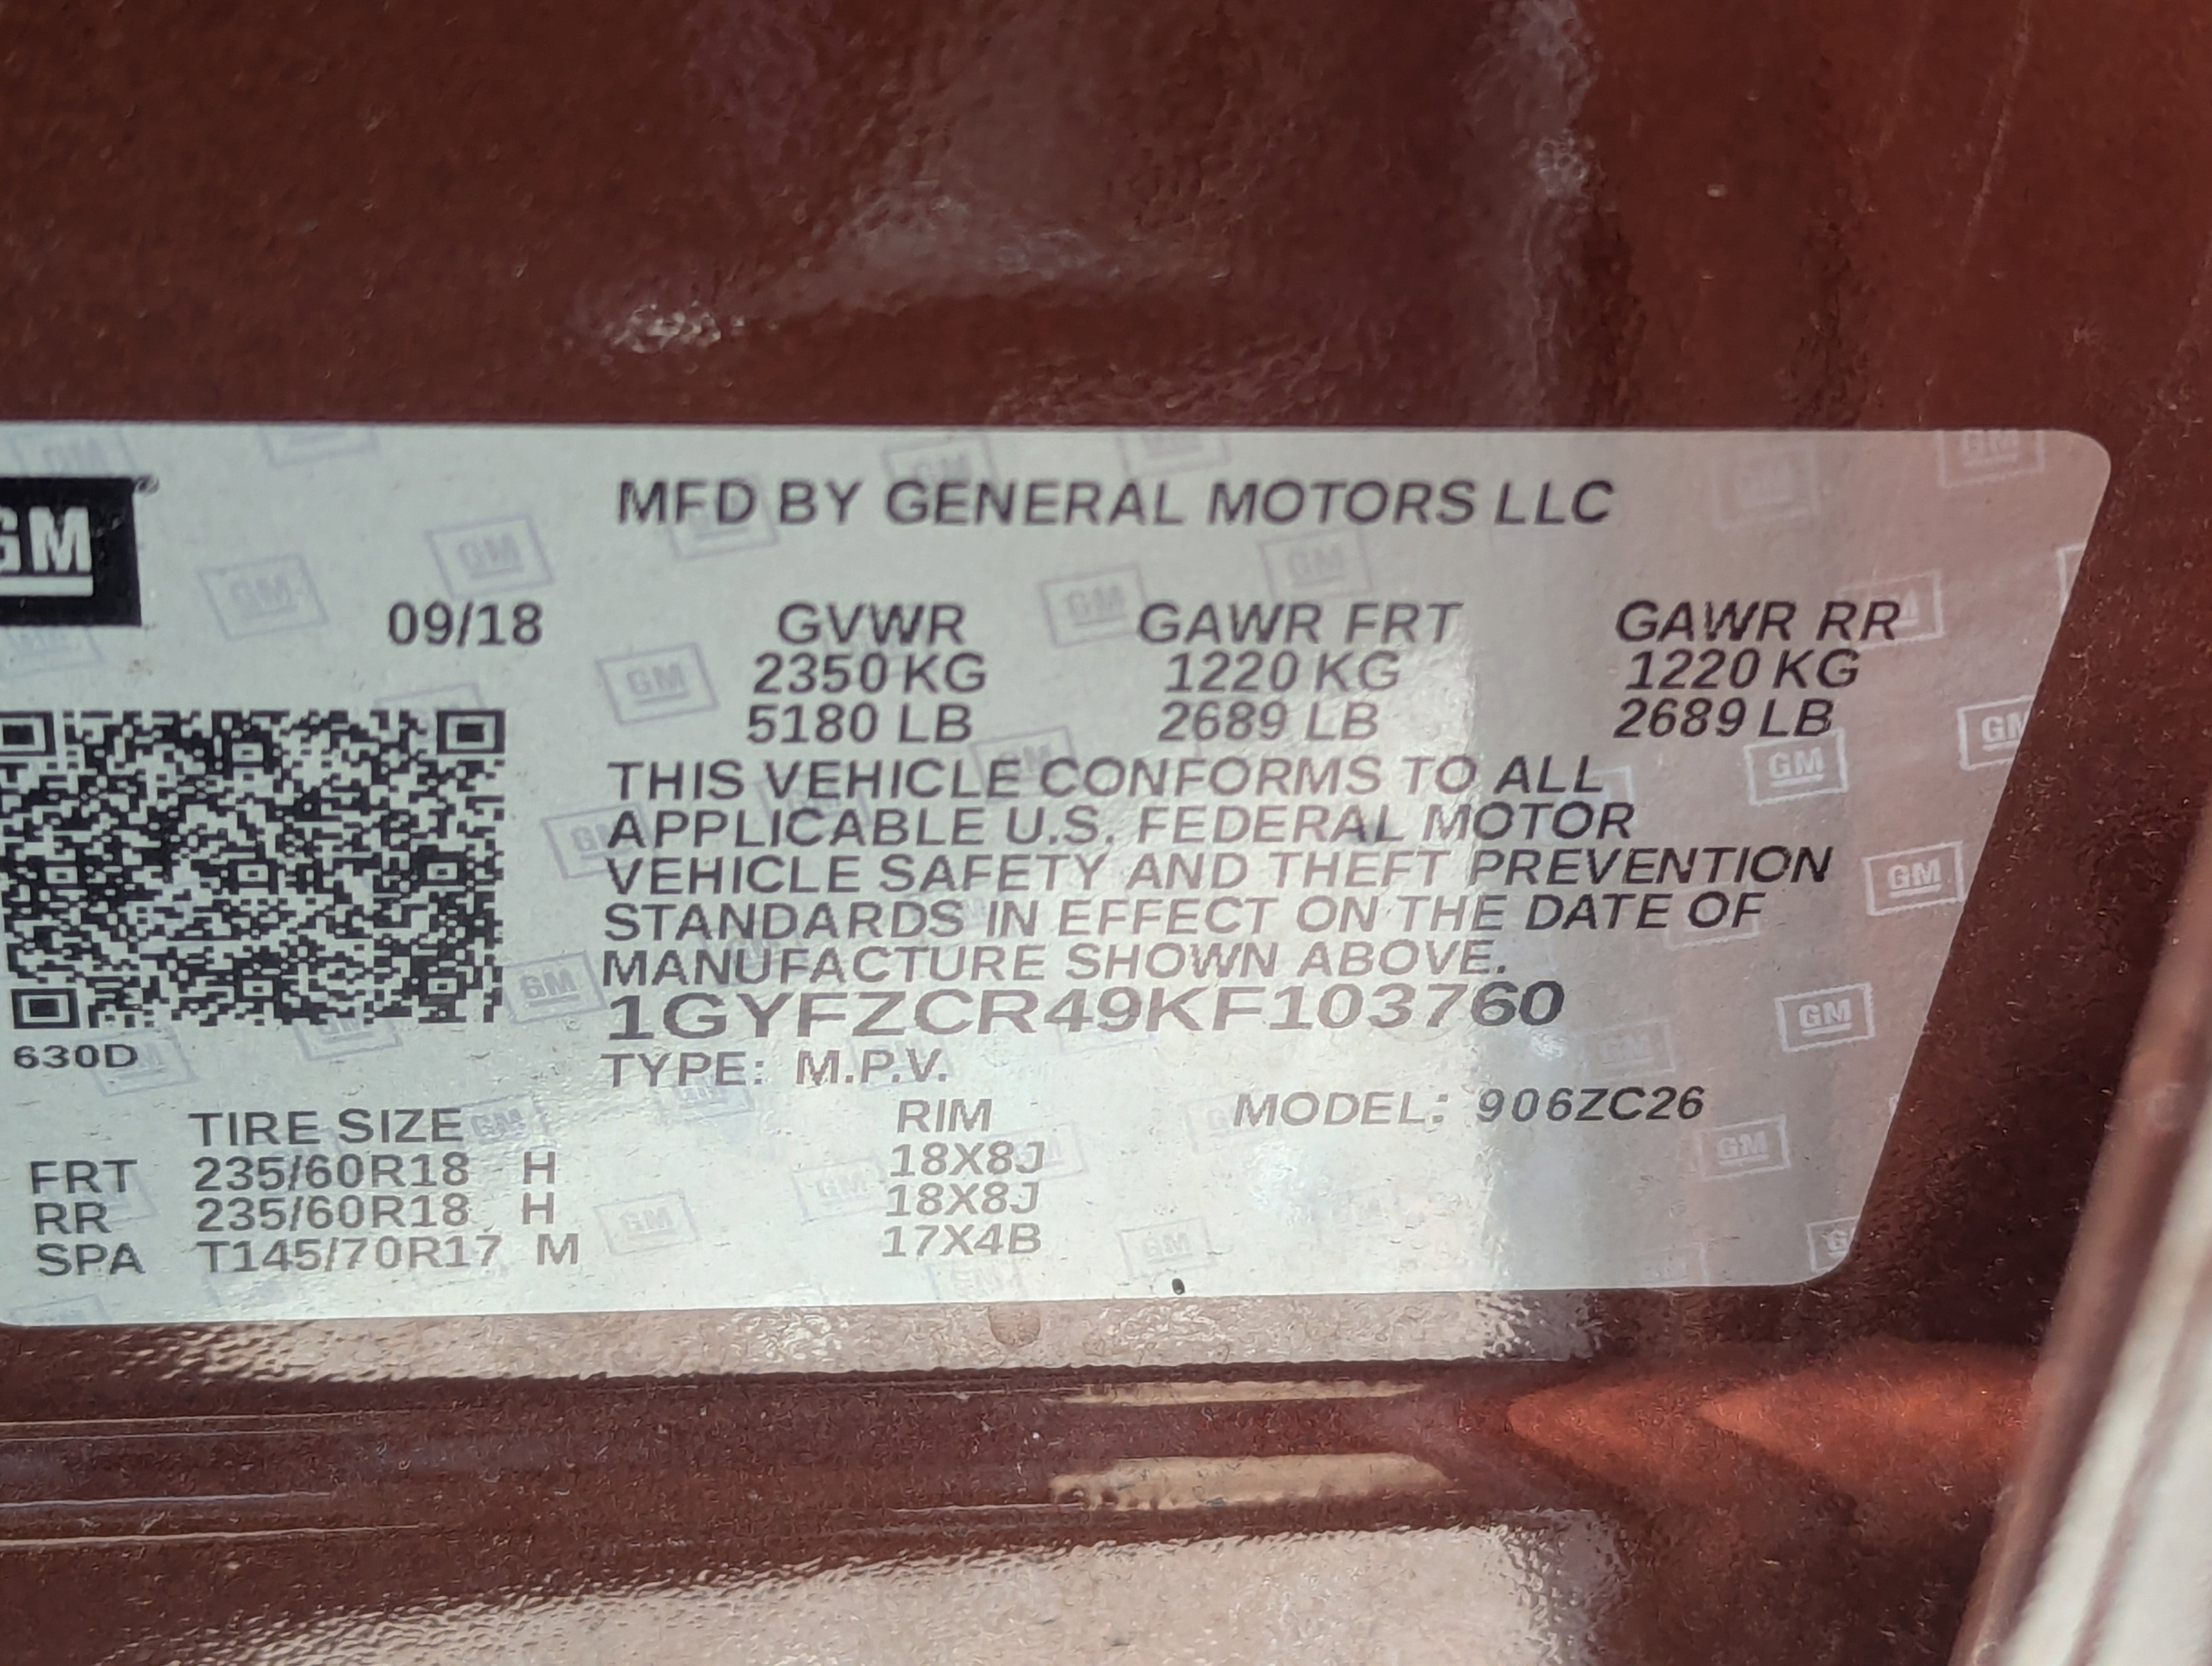 GM
MFD BY GENERAL MOTORS LLC
09/18 GVWR GAWR FRT GAWR RR
2350 KG 1220 KG 1220 KG
5180 LB 2689 LB 2689 LB
THIS VEHICLE CONFORMS TO ALL
APPLICABLE U.S. FEDERAL MOTOR
VEHICLE SAFETY AND THEFT PREVENTION
STANDARDS IN EFFECT ON THE DATE OF
MANUFACTURE SHOWN ABOVE.
1GYFZCR49KF103760
630D
TYPE: M.P.V.
TIRE SIZE RIM MODEL: 906ZC26
FRT 235/60R18 H 18X8J
RR 235/60R18 H 18X8J
SPA T145/70R17 M 17X4B